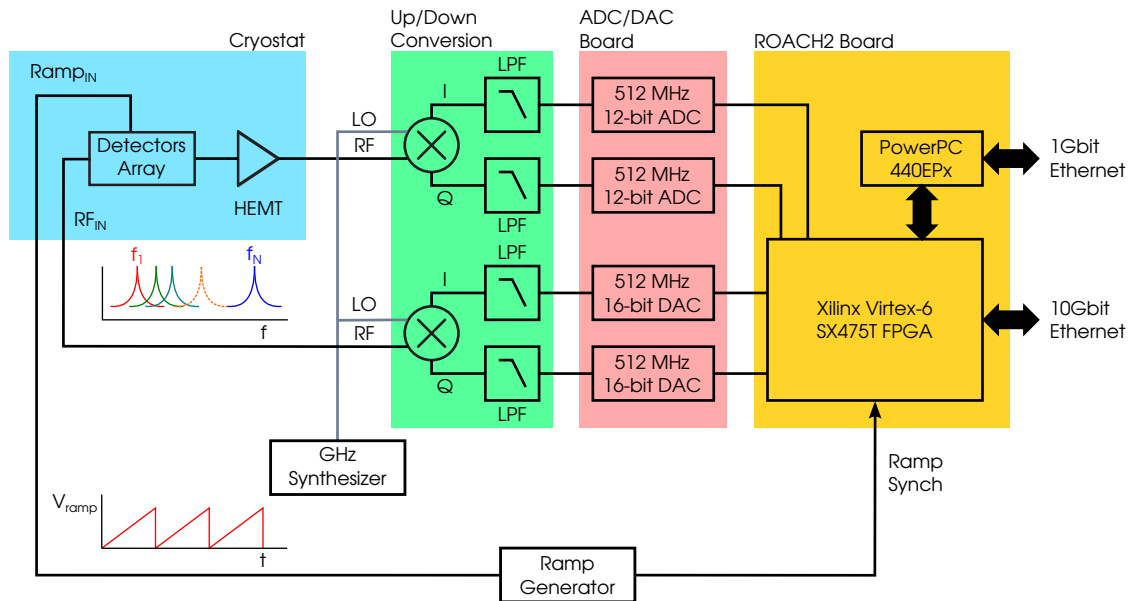 Cryostat
Up/Down
Conversion
ADC/DAC
Board
ROACH2 Board
Ramp_IN
LPF
I
512 MHz
12-bit ADC
LO
RF
Detectors
Array
HEMT
PowerPC
440EPx
1Gbit
Ethernet
512 MHz
12-bit ADC
Q
LPF
RF_IN
f_1
f_N
f
LPF
I
512 MHz
16-bit DAC
LO
RF
Xilinx Virtex-6
SX475T FPGA
10Gbit
Ethernet
Q
512 MHz
16-bit DAC
LPF
GHz
Synthesizer
Ramp
Synch
V_ramp
t
Ramp
Generator